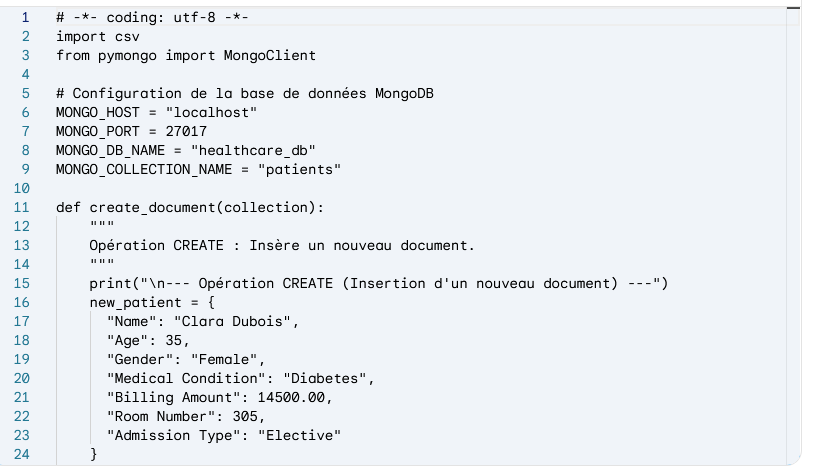 1 # -*- coding: utf-8 -*-
2 import csv
3 from pymongo import MongoClient
4
5 # Configuration de la base de données MongoDB
6 MONGO_HOST = "localhost"
7 MONGO_PORT = 27017
8 MONGO_DB_NAME = "healthcare_db"
9 MONGO_COLLECTION_NAME = "patients"
10
11 def create_document(collection):
12     """
13     Opération CREATE : Insère un nouveau document.
14     """
15     print("\n--- Opération CREATE (Insertion d'un nouveau document) ---")
16     new_patient = {
17       "Name": "Clara Dubois",
18       "Age": 35,
19       "Gender": "Female",
20       "Medical Condition": "Diabetes",
21       "Billing Amount": 14500.00,
22       "Room Number": 305,
23       "Admission Type": "Elective"
24     }